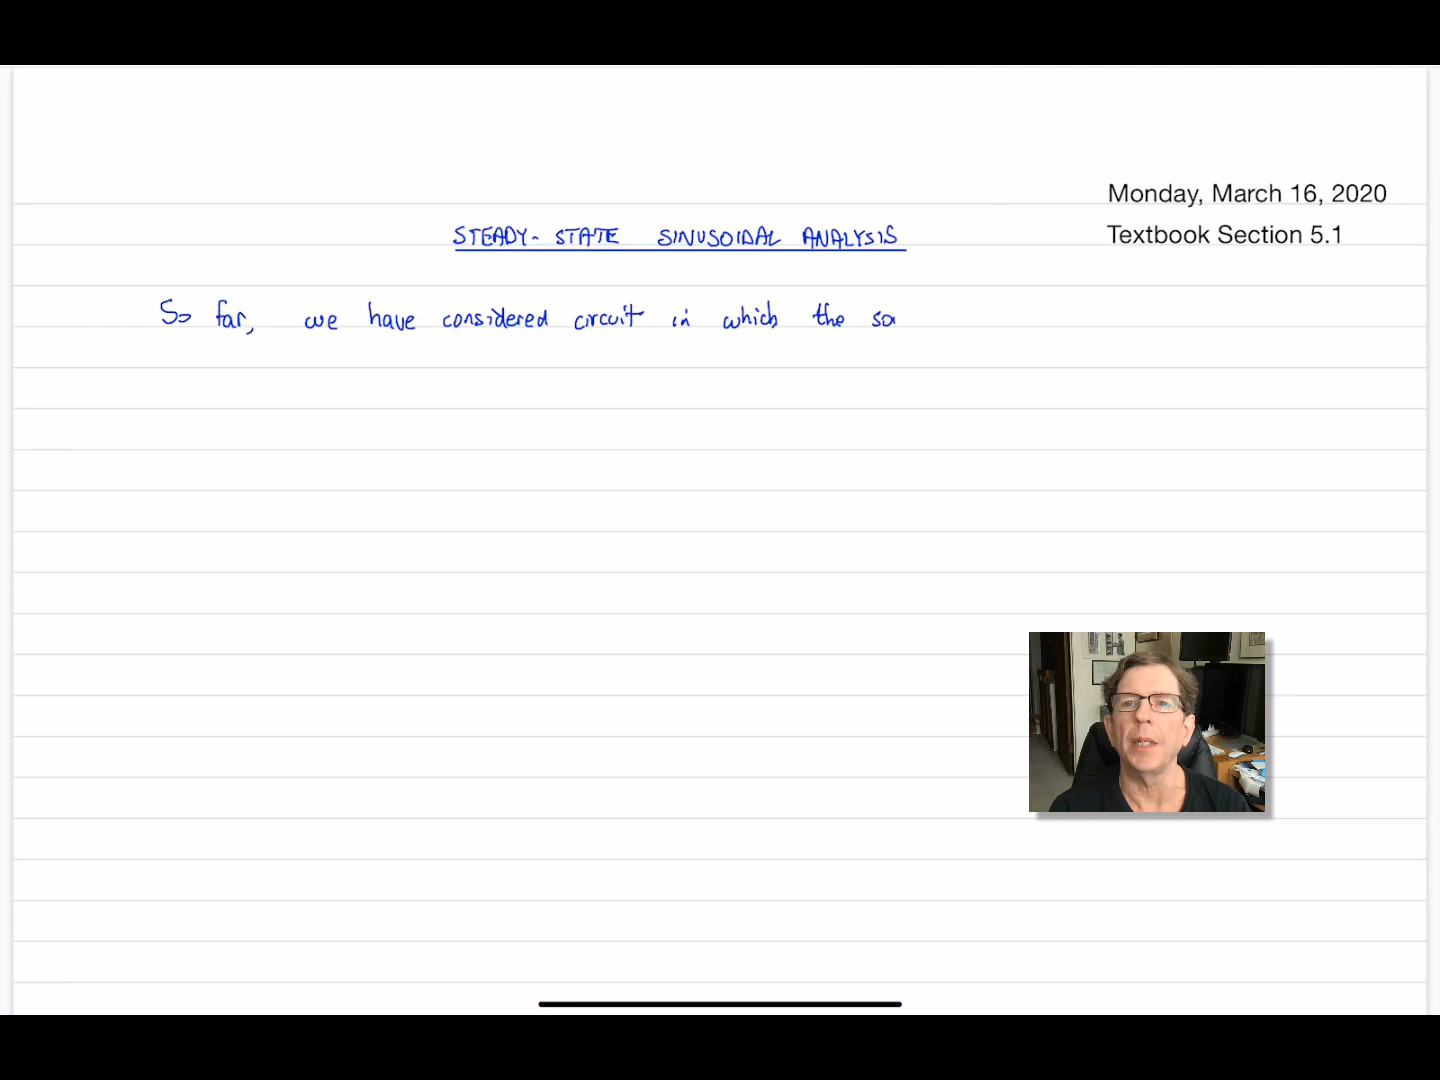 Monday, March 16, 2020
STEADY-STATE SINUSOIDAL ANALYSIS
Textbook Section 5.1
So far, we have considered circuit in which the so